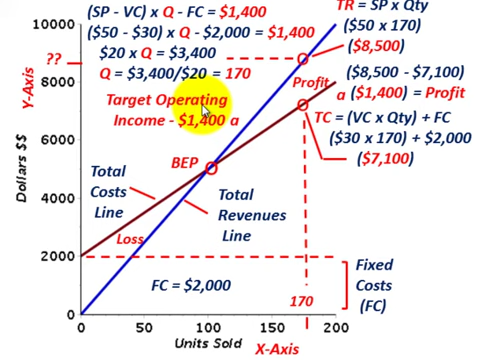 (SP - VC) x Q - FC = $1,400
($50 - $30) x Q - $2,000 = $1,400
$20 x Q = $3,400
Q = $3,400/$20 = 170
Target Operating
Income - $1,400 a
TR = SP x Qty
($50 x 170)
($8,500)
($8,500 - $7,100)
a ($1,400) = Profit
TC = (VC x Qty) + FC
($30 x 170) + $2,000
($7,100)
Profit
BEP
Total
Costs
Line
Total
Revenues
Line
Loss
FC = $2,000
170
Fixed
Costs
(FC)
??
Y-Axis
Dollars $$
10000
8000
6000
4000
2000
0
0
50
100
150
200
Units Sold
X-Axis